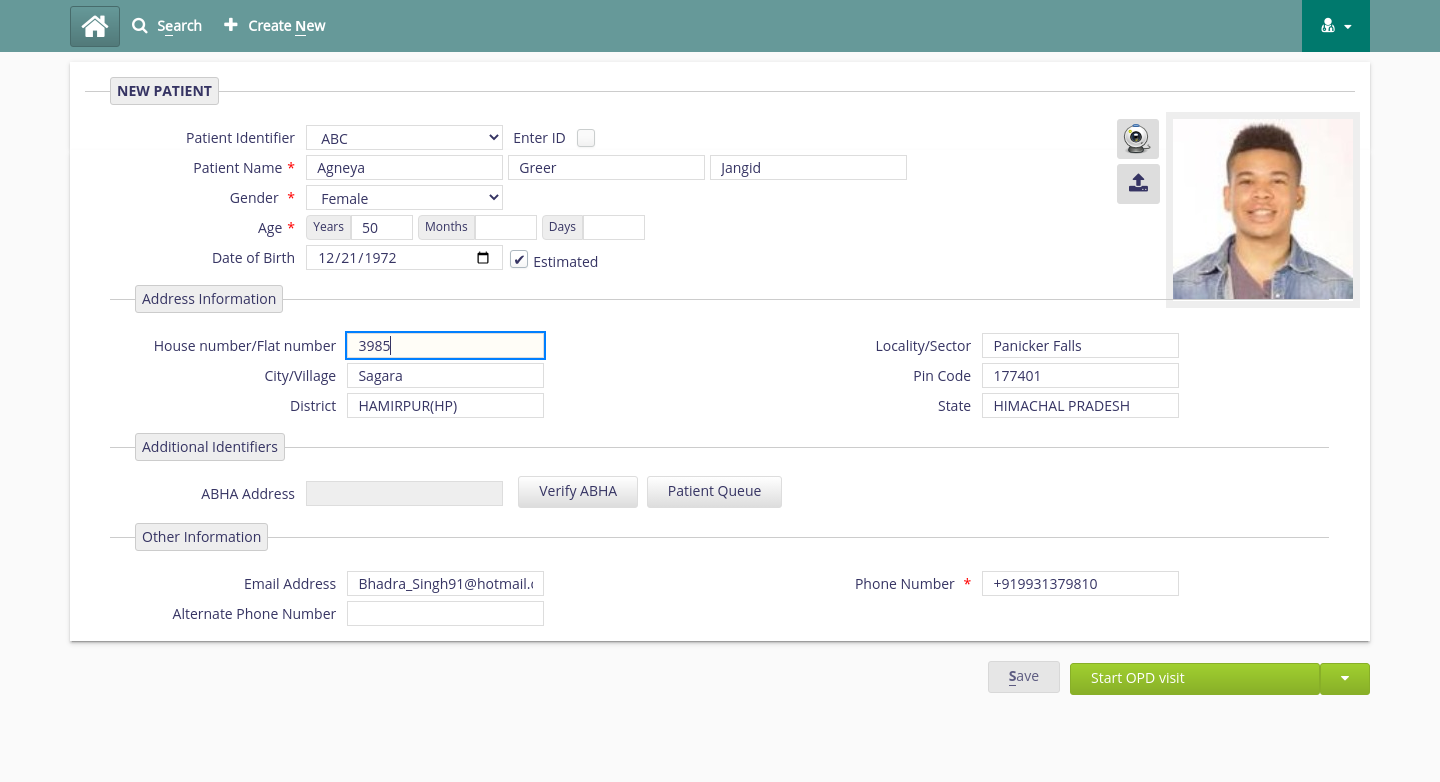 Search Create New
NEW PATIENT
Patient Identifier ABC Enter ID
Patient Name * Agneya Greer Jangid
Gender * Female
Age * Years 50 Months Days
Date of Birth 12/21/1972 Estimated
Address Information
House number/Flat number 3985 Locality/Sector Panicker Falls
City/Village Sagara Pin Code 177401
District HAMIRPUR(HP) State HIMACHAL PRADESH
Additional Identifiers
ABHA Address Verify ABHA Patient Queue
Other Information
Email Address Bhadra_Singh91@hotmail. Phone Number * +919931379810
Alternate Phone Number
Save Start OPD visit